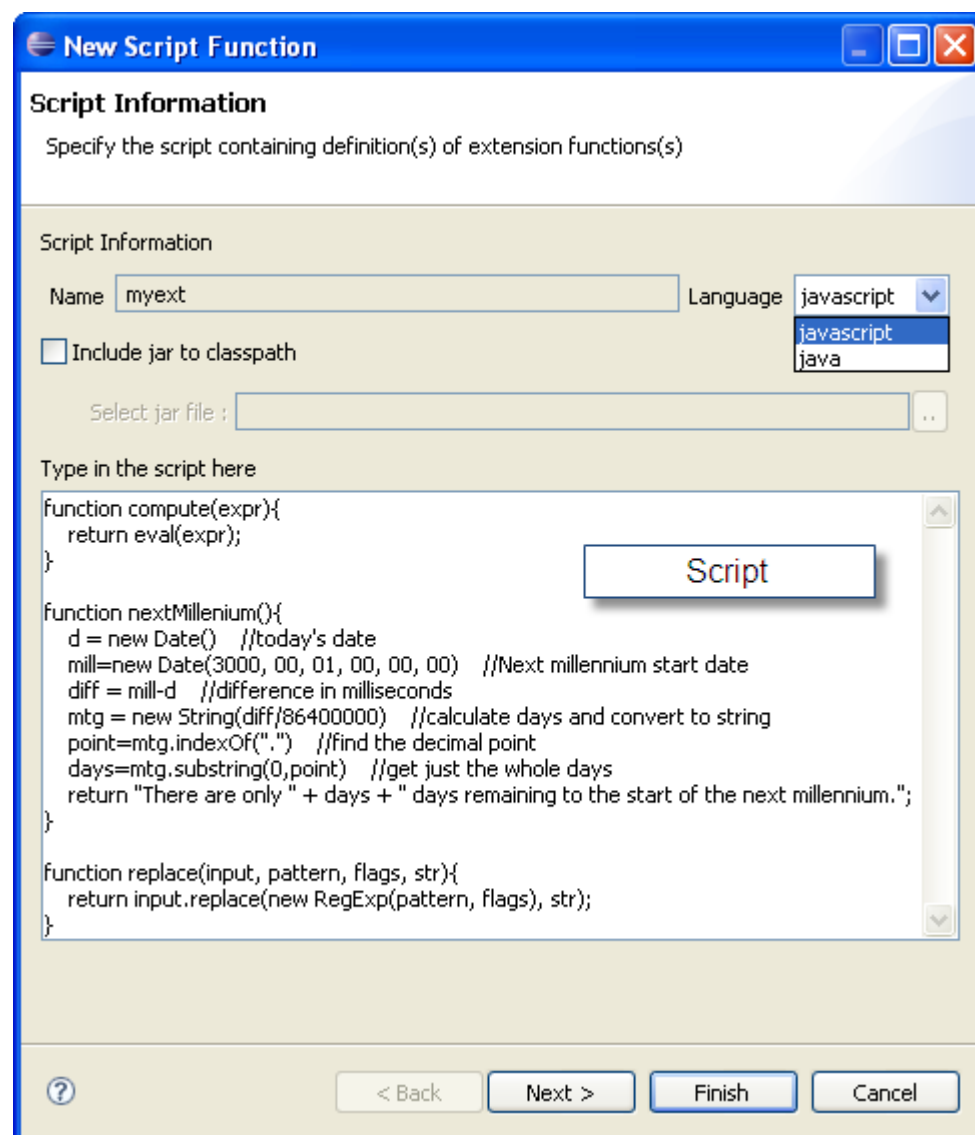 New Script Function
Script Information
Specify the script containing definition(s) of extension functions(s)
Script Information
Name myext Language javascript
javascript
Include jar to classpath
java
Select jar file : ..
Type in the script here
function compute(expr){
return eval(expr);
}
Script
function nextMillenium(){
d = new Date() //today's date
mill=new Date(3000, 00, 01, 00, 00, 00) //Next millennium start date
diff = mill-d //difference in milliseconds
mtg = new String(diff/86400000) //calculate days and convert to string
point=mtg.indexOf(".") //find the decimal point
days=mtg.substring(0,point) //get just the whole days
return "There are only " + days + " days remaining to the start of the next millennium.";
}
function replace(input, pattern, flags, str){
return input.replace(new RegExp(pattern, flags), str);
}
? < Back Next > Finish Cancel